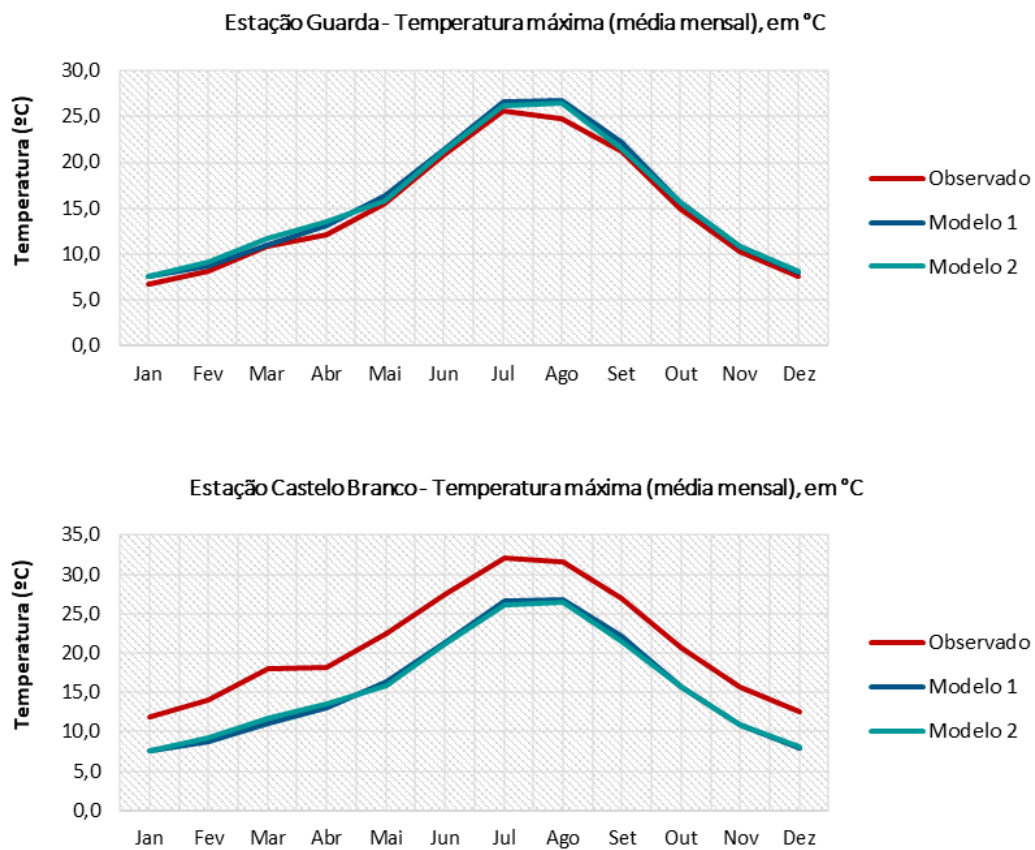 Estação Guarda - Temperatura máxima (média mensal), em °C
Temperatura (ºC)
30,0
25,0
20,0
15,0
10,0
5,0
0,0
Jan Fev Mar Abr Mai Jun Jul Ago Set Out Nov Dez
Observado
Modelo 1
Modelo 2
Estação Castelo Branco - Temperatura máxima (média mensal), em °C
Temperatura (ºC)
35,0
30,0
25,0
20,0
15,0
10,0
5,0
0,0
Jan Fev Mar Abr Mai Jun Jul Ago Set Out Nov Dez
Observado
Modelo 1
Modelo 2